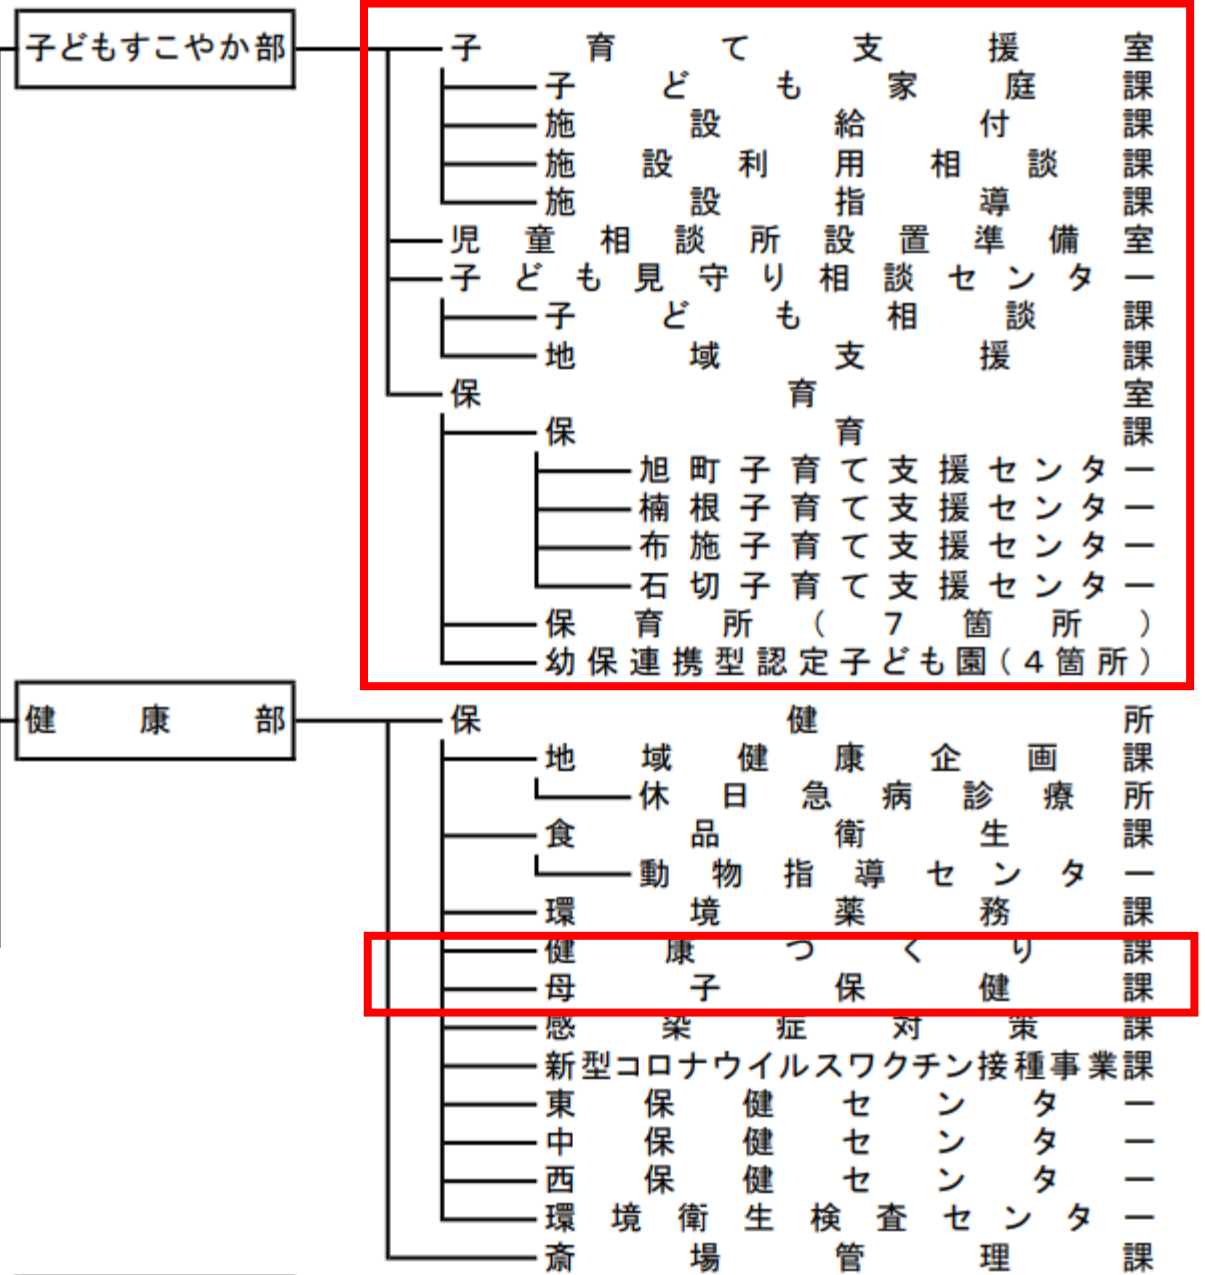 子どもすこやか部
子育て支援室
子ども家庭課
施設給付課
施設利用相談課
施設指導課
児童相談所設置準備室
子ども見守り相談センター
子ども相談課
地域支援課
保育室
保育課
旭町子育て支援センター
楠根子育て支援センター
布施子育て支援センター
石切子育て支援センター
保育所(7箇所)
幼保連携型認定子ども園(4箇所)
健康部
保健所
地域健康企画課
休日急病診療所
食品衛生課
動物指導センター
環境薬務課
健康つくり課
母子保健課
感染症対策課
新型コロナウイルスワクチン接種事業課
東保健センター
中保健センター
西保健センター
環境衛生検査センター
斎場管理課